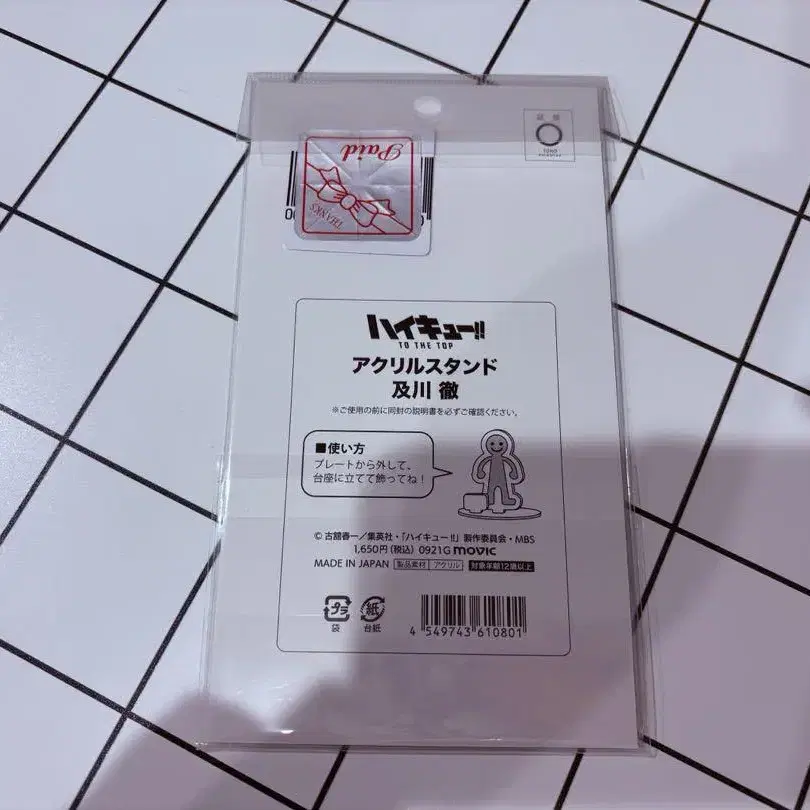 Paid
THANKS
TOHO
ハイキュー!!
TO THE TOP
アクリルスタンド
及川 徹
※ご使用の前に同封の説明書を必ずご確認ください。
■使い方
プレートから外して、
台座に立てて飾ってね！
© 古舘春一／集英社・「ハイキュー!!」製作委員会・MBS
1,650円(税込) 0921G movic
MADE IN JAPAN 製品素材 アクリル 対象年齢12歳以上
プラ 紙
袋 台紙
4 549743 610801